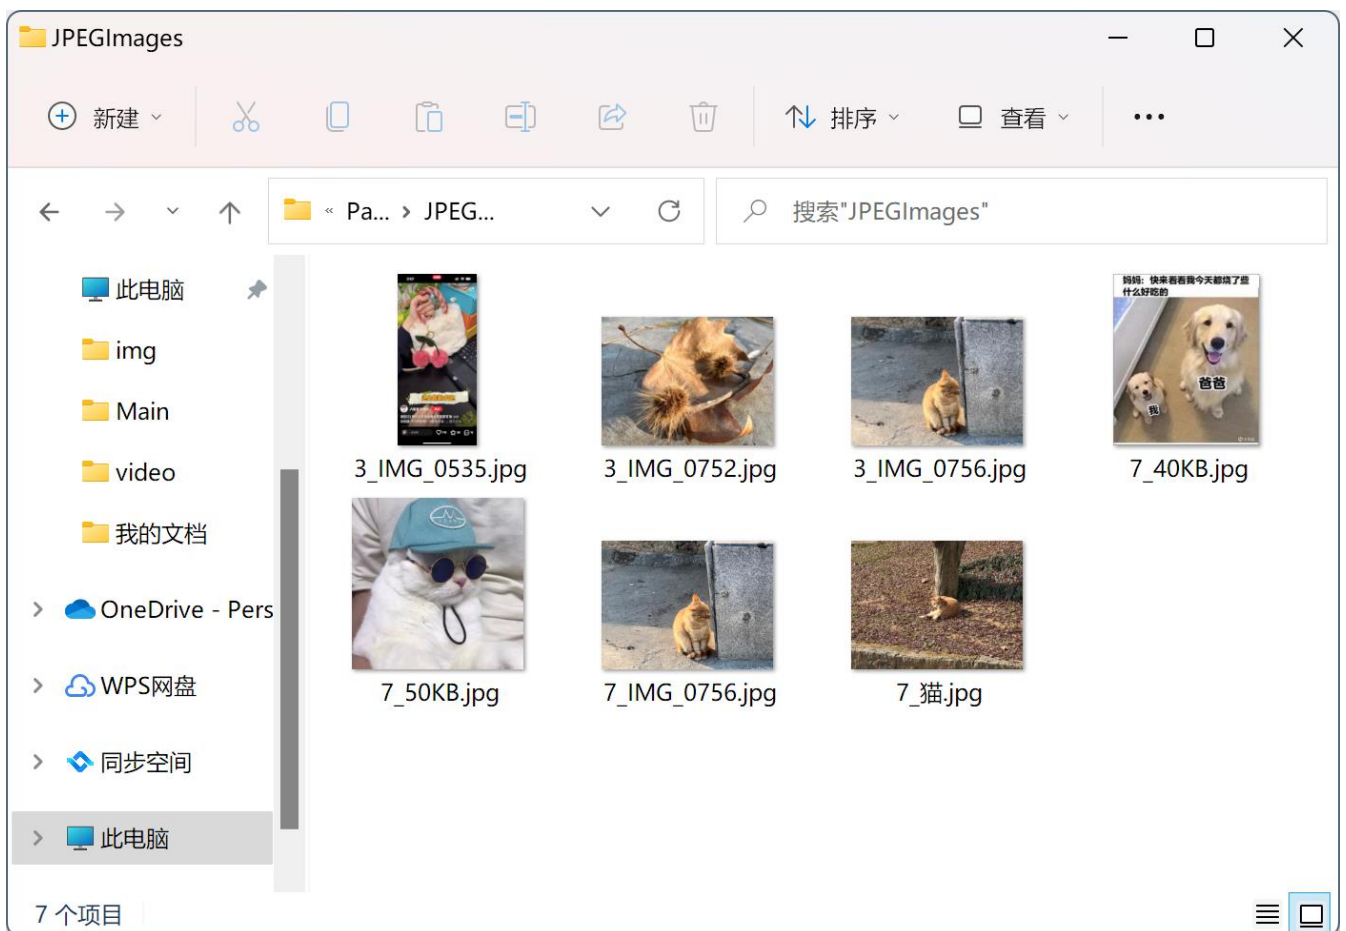 JPEGImages
新建
排序
查看
« Pa... › JPEG...
搜索"JPEGImages"
此电脑
img
Main
video
我的文档
OneDrive - Pers
WPS网盘
同步空间
此电脑
3_IMG_0535.jpg
3_IMG_0752.jpg
3_IMG_0756.jpg
妈妈：快来看看我今天都烧了些
什么好吃的
爸爸
我
7_40KB.jpg
7_50KB.jpg
7_IMG_0756.jpg
7_猫.jpg
7 个项目